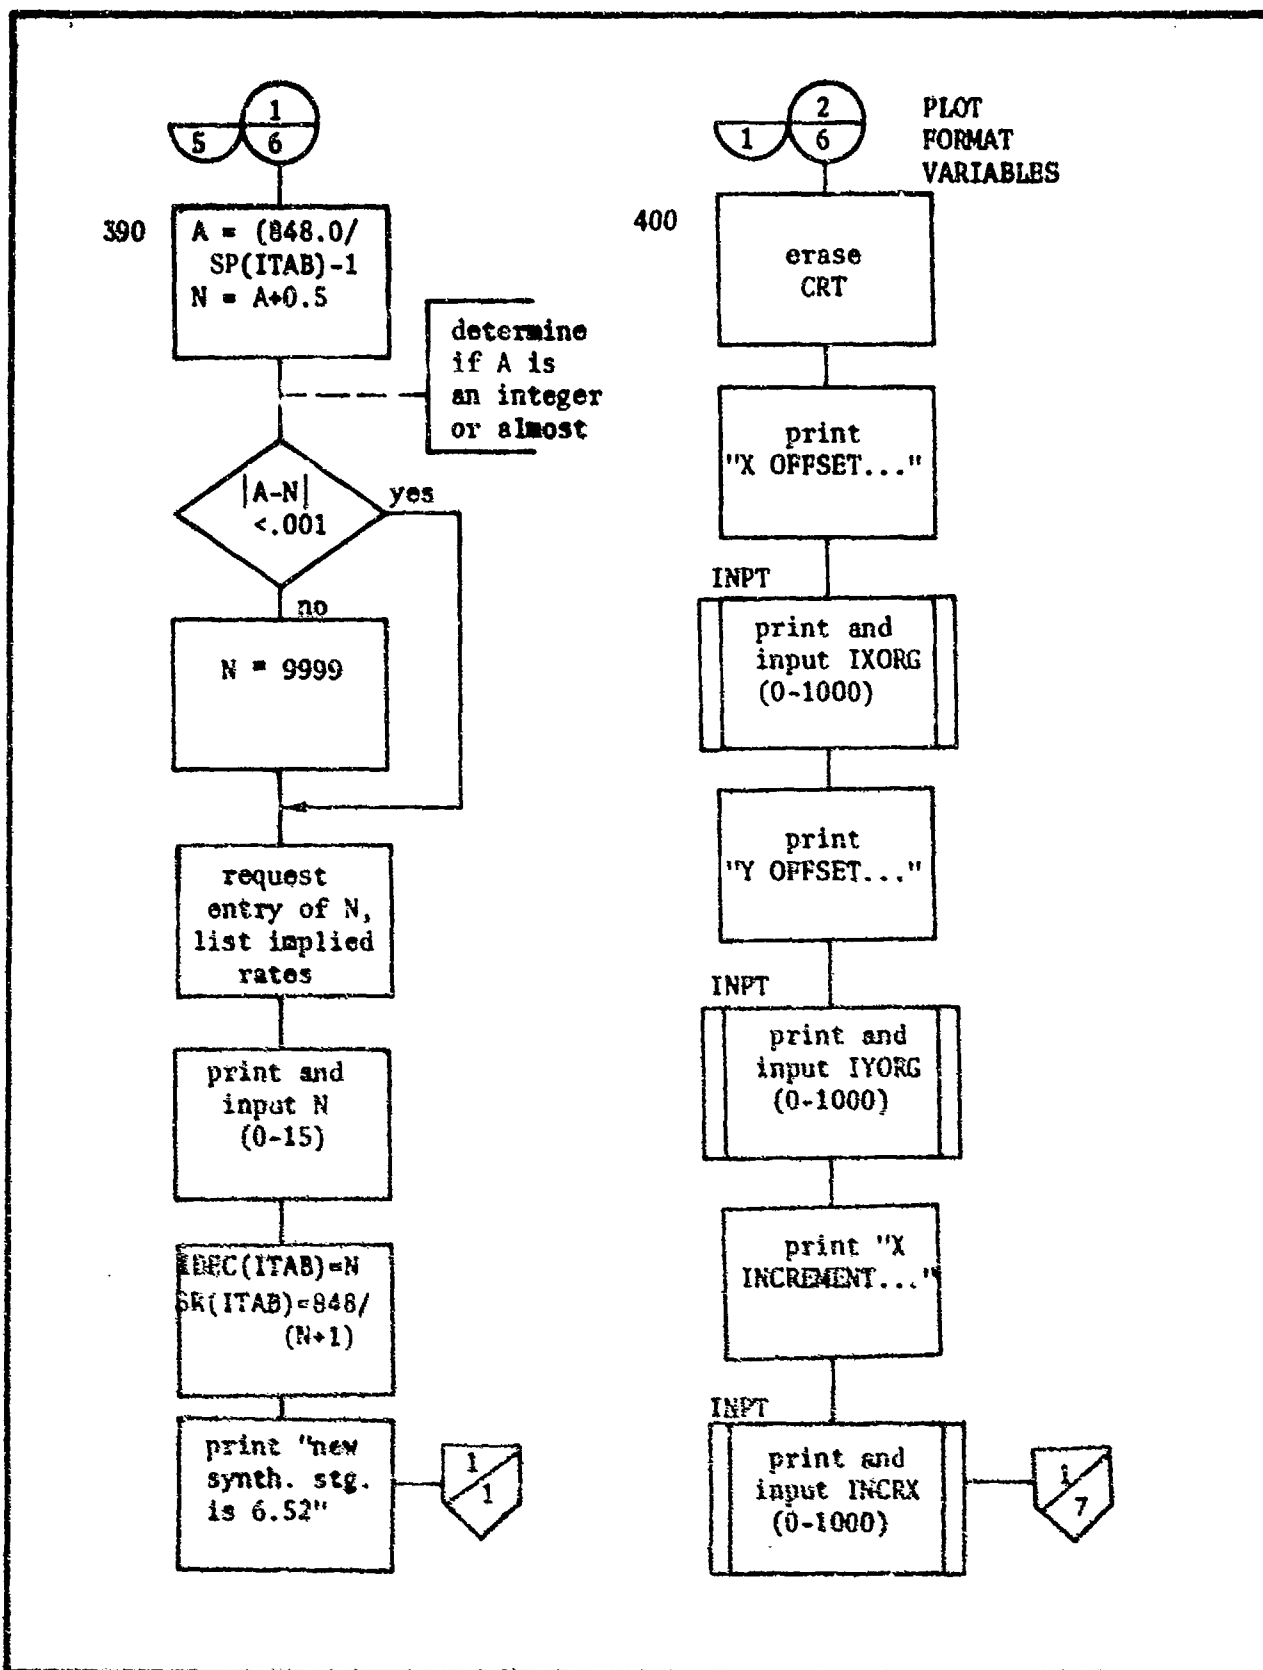 1
5
6
390
A = (848.0/
SP(ITAB)-1
N = A+0.5
determine
if A is
an integer
or almost
|A-N|
<.001
yes
no
N = 9999
request
entry of N,
list implied
rates
print and
input N
(0-15)
IDEC(ITAB)=N
SR(ITAB)=848/
(N+1)
print "new
synth. stg.
is 6.52"
1
1
2
1
6
PLOT
FORMAT
VARIABLES
400
erase
CRT
print
"X OFFSET..."
INPT
print and
input IXORG
(0-1000)
print
"Y OFFSET..."
INPT
print and
input IYORG
(0-1000)
print "X
INCREMENT..."
INPT
print and
input INCRX
(0-1000)
1
7